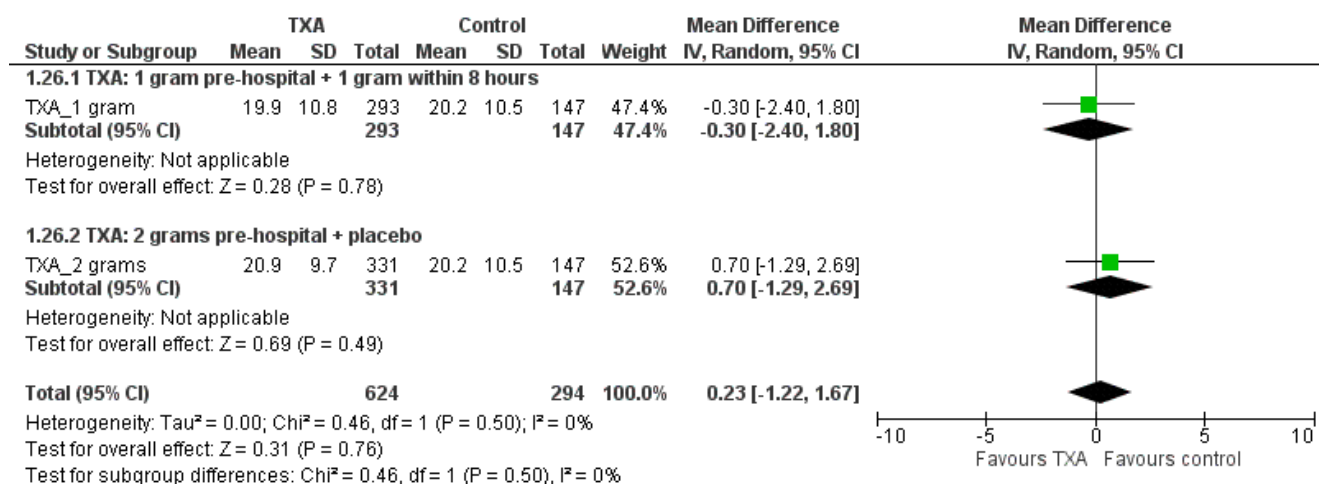 TXA Control Mean Difference Mean Difference
Study or Subgroup Mean SD Total Mean SD Total Weight IV, Random, 95% CI IV, Random, 95% CI
1.26.1 TXA: 1 gram pre-hospital + 1 gram within 8 hours
TXA_1 gram 19.9 10.8 293 20.2 10.5 147 47.4% -0.30 [-2.40, 1.80]
Subtotal (95% CI) 293 147 47.4% -0.30 [-2.40, 1.80]
Heterogeneity: Not applicable
Test for overall effect: Z = 0.28 (P = 0.78)
1.26.2 TXA: 2 grams pre-hospital + placebo
TXA_2 grams 20.9 9.7 331 20.2 10.5 147 52.6% 0.70 [-1.29, 2.69]
Subtotal (95% CI) 331 147 52.6% 0.70 [-1.29, 2.69]
Heterogeneity: Not applicable
Test for overall effect: Z = 0.69 (P = 0.49)
Total (95% CI) 624 294 100.0% 0.23 [-1.22, 1.67]
Heterogeneity: Tau² = 0.00; Chi² = 0.46, df = 1 (P = 0.50); I² = 0%
Test for overall effect: Z = 0.31 (P = 0.76)
Test for subgroup differences: Chi² = 0.46, df = 1 (P = 0.50), I² = 0%
-10 -5 0 5 10
Favours TXA Favours control